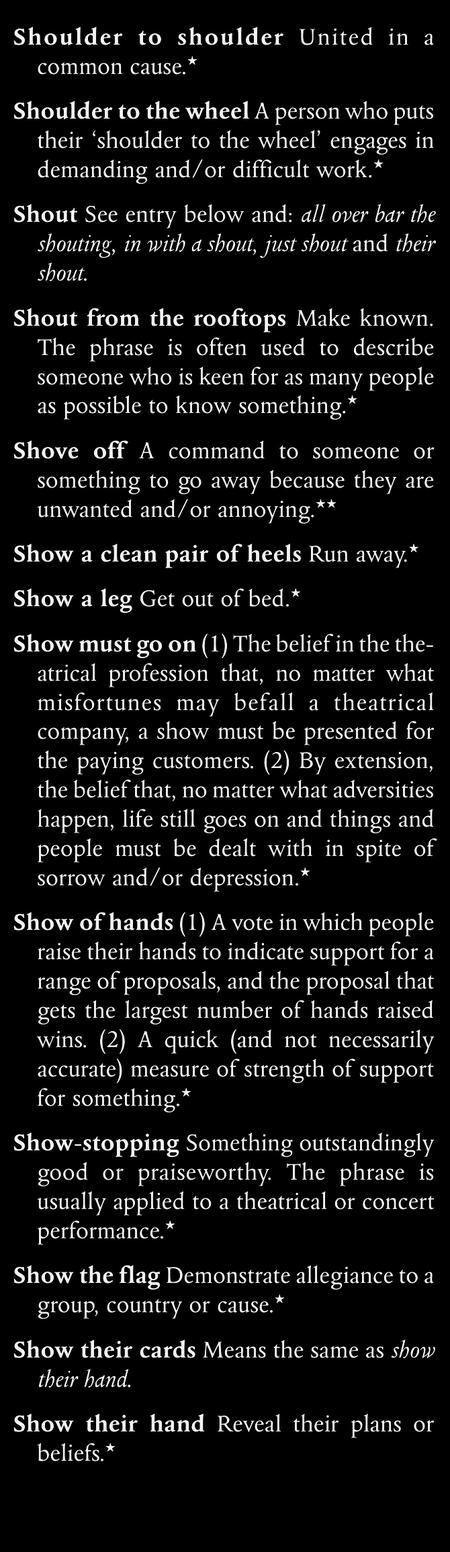 Shoulder to shoulder United in a
common cause.★
Shoulder to the wheel A person who puts
their ‘shoulder to the wheel’ engages in
demanding and/or difficult work.★
Shout See entry below and: all over bar the
shouting, in with a shout, just shout and their
shout.
Shout from the rooftops Make known.
The phrase is often used to describe
someone who is keen for as many people
as possible to know something.★
Shove off A command to someone or
something to go away because they are
unwanted and/or annoying.★★
Show a clean pair of heels Run away.★
Show a leg Get out of bed.★
Show must go on (1) The belief in the the-
atrical profession that, no matter what
misfortunes may befall a theatrical
company, a show must be presented for
the paying customers. (2) By extension,
the belief that, no matter what adversities
happen, life still goes on and things and
people must be dealt with in spite of
sorrow and/or depression.★
Show of hands (1) A vote in which people
raise their hands to indicate support for a
range of proposals, and the proposal that
gets the largest number of hands raised
wins. (2) A quick (and not necessarily
accurate) measure of strength of support
for something.★
Show-stopping Something outstandingly
good or praiseworthy. The phrase is
usually applied to a theatrical or concert
performance.★
Show the flag Demonstrate allegiance to a
group, country or cause.★
Show their cards Means the same as show
their hand.
Show their hand Reveal their plans or
beliefs.★